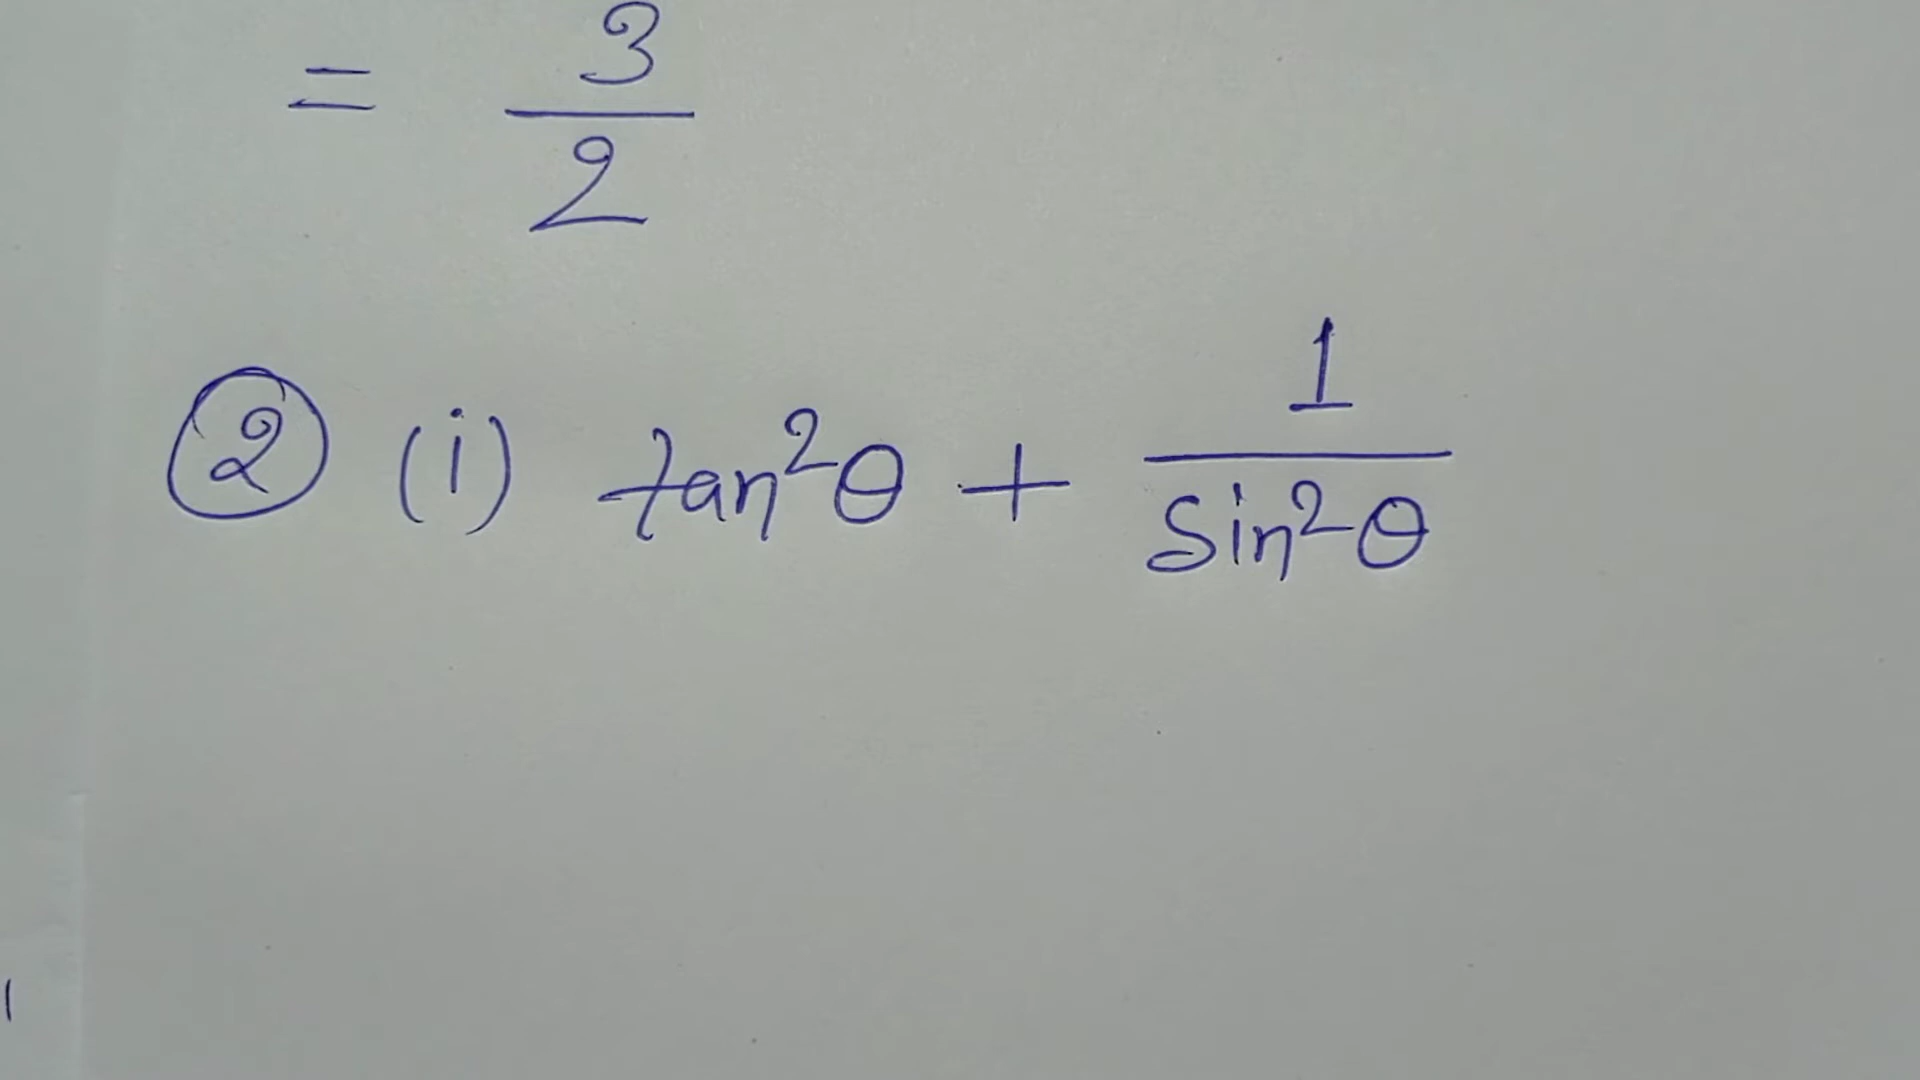 = 3/2
② (i) tan²θ + 1/sin²θ